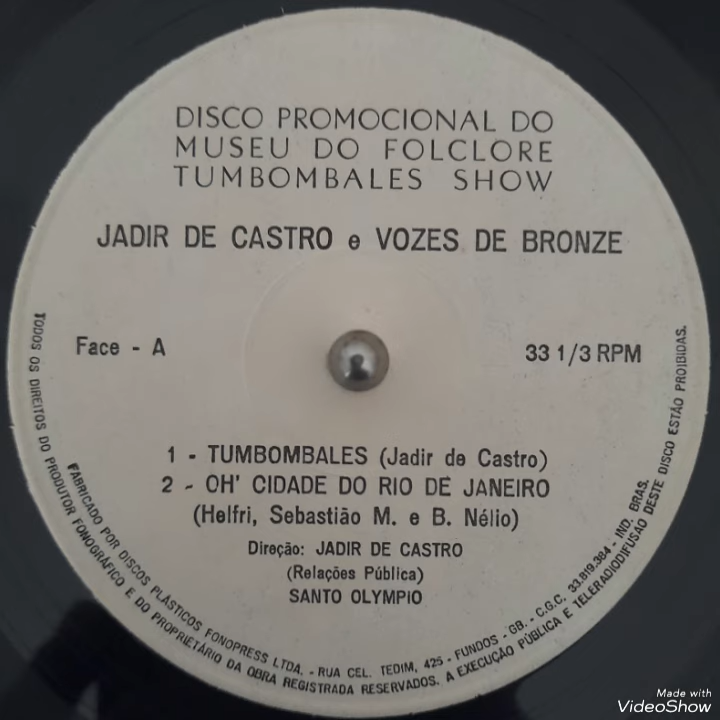 DISCO PROMOCIONAL DO
MUSEU DO FOLCLORE
TUMBOMBALES SHOW
JADIR DE CASTRO e VOZES DE BRONZE
Face - A
33 1/3 RPM
1 - TUMBOMBALES (Jadir de Castro)
2 - OH' CIDADE DO RIO DE JANEIRO
(Helfri, Sebastião M. e B. Nélio)
Direção: JADIR DE CASTRO
(Relações Pública)
SANTO OLYMPIO
FABRICADO POR DISCOS PLÁSTICOS FONOPRESS LTDA. - RUA CEL. TEDIM, 425 - FUNDOS - GB. - C.G.C. 33.819.384 - IND. BRAS.
TODOS OS DIREITOS DO PRODUTOR FONOGRÁFICO E DO PROPRIETÁRIO DA OBRA REGISTRADA RESERVADOS. A EXECUÇÃO PÚBLICA E TELERADIODIFUSÃO DESTE DISCO ESTÃO PROIBIDAS.
Made with
VideoShow